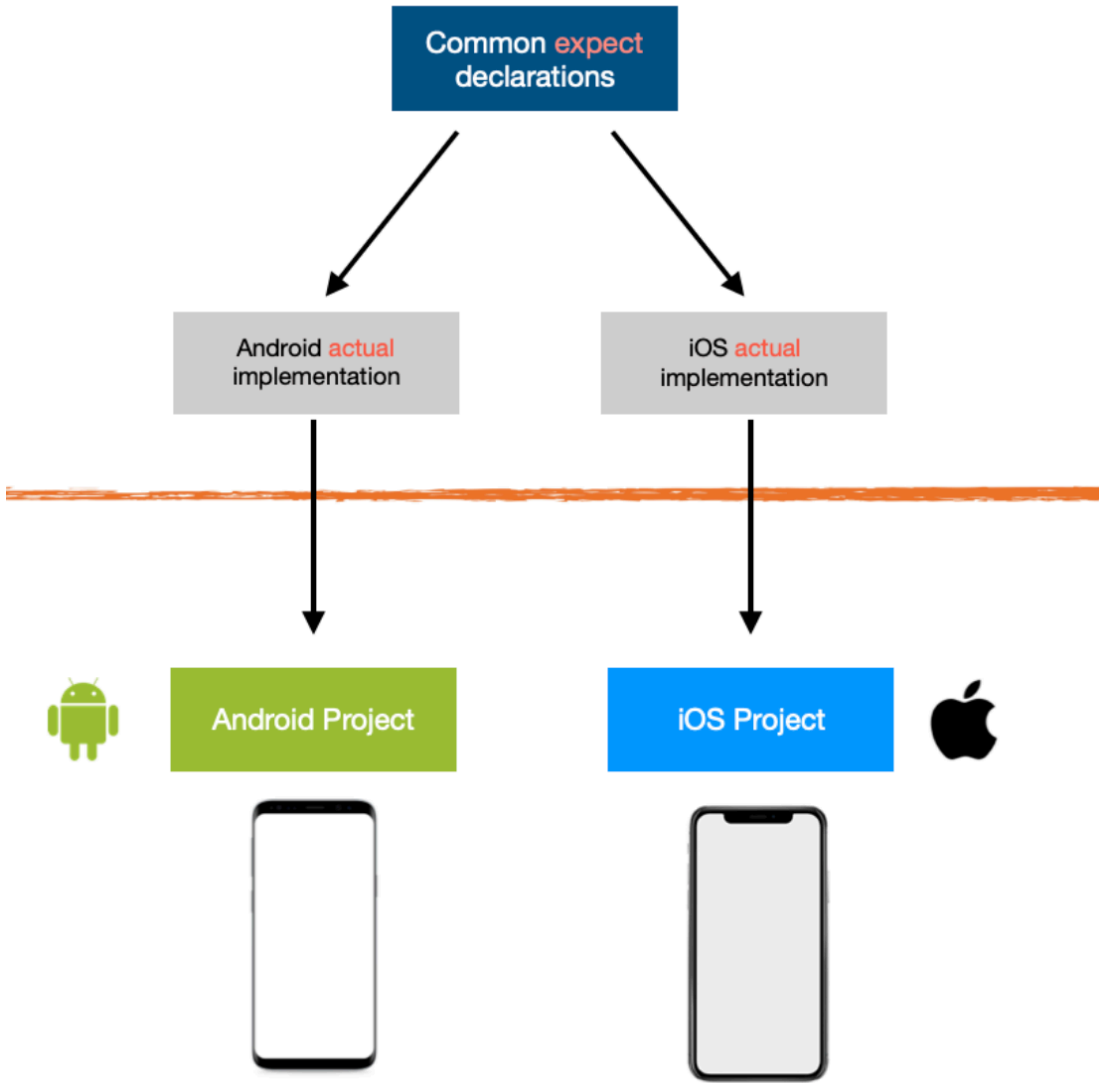 Common expect
declarations
Android actual
implementation
iOS actual
implementation
Android Project
iOS Project